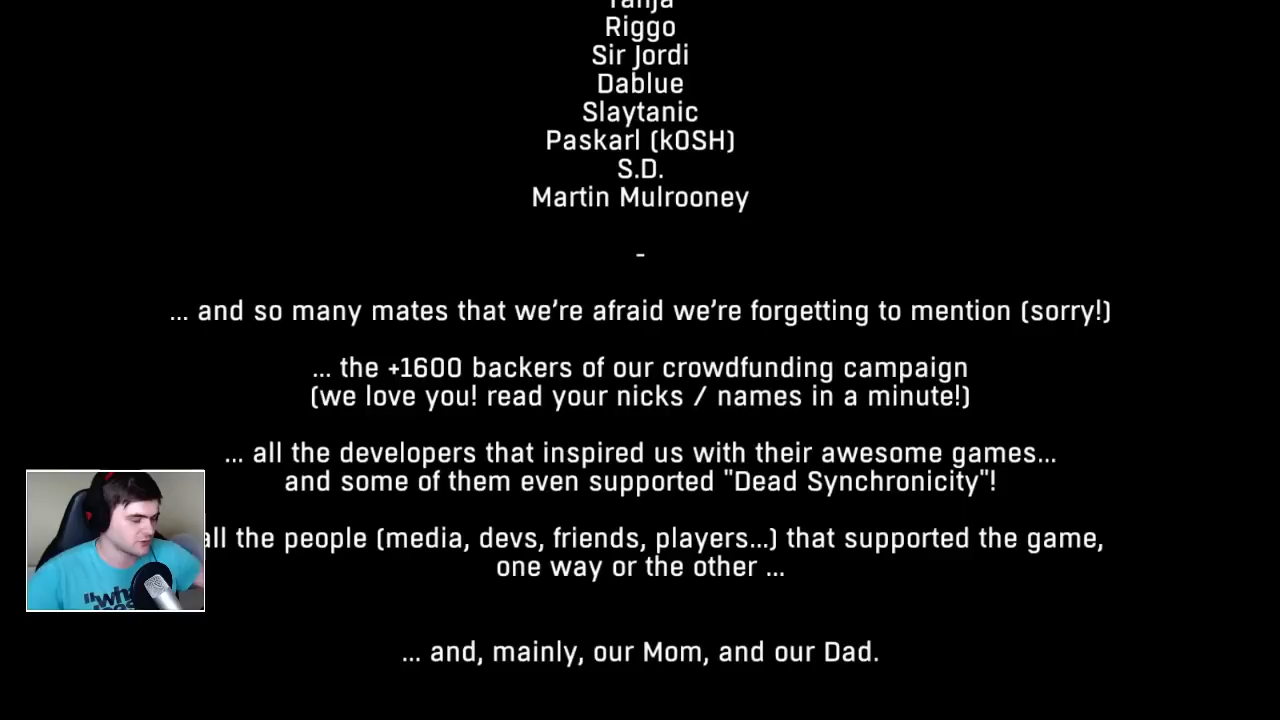 Tanja
Riggo
Sir Jordi
Dablue
Slaytanic
Paskarl (k0SH)
S.D.
Martin Mulrooney
-
... and so many mates that we're afraid we're forgetting to mention (sorry!)
... the +1600 backers of our crowdfunding campaign
(we love you! read your nicks / names in a minute!)
... all the developers that inspired us with their awesome games...
and some of them even supported "Dead Synchronicity"!
all the people (media, devs, friends, players...) that supported the game,
one way or the other ...
... and, mainly, our Mom, and our Dad.